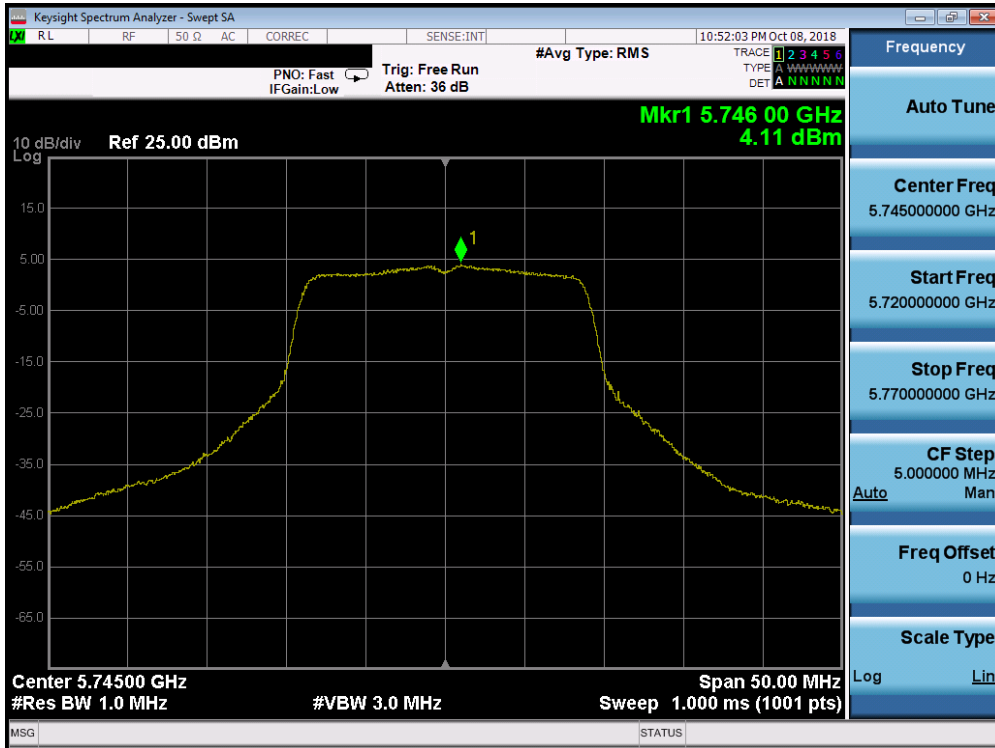 Keysight Spectrum Analyzer - Swept SA
LXI RL RF 50 Ω AC CORREC SENSE:INT 10:52:03 PM Oct 08, 2018
#Avg Type: RMS TRACE 1 2 3 4 5 6
PNO: Fast Trig: Free Run TYPE A WWWWW
IFGain:Low Atten: 36 dB DET A N N N N N
Mkr1 5.746 00 GHz
10 dB/div Ref 25.00 dBm 4.11 dBm
Log
15.0
1
5.00
-5.00
-15.0
-25.0
-35.0
-45.0
-55.0
-65.0
Center 5.74500 GHz Span 50.00 MHz
#Res BW 1.0 MHz #VBW 3.0 MHz Sweep 1.000 ms (1001 pts)
MSG STATUS
Frequency
Auto Tune
Center Freq
5.745000000 GHz
Start Freq
5.720000000 GHz
Stop Freq
5.770000000 GHz
CF Step
5.000000 MHz
Auto Man
Freq Offset
0 Hz
Scale Type
Log Lin